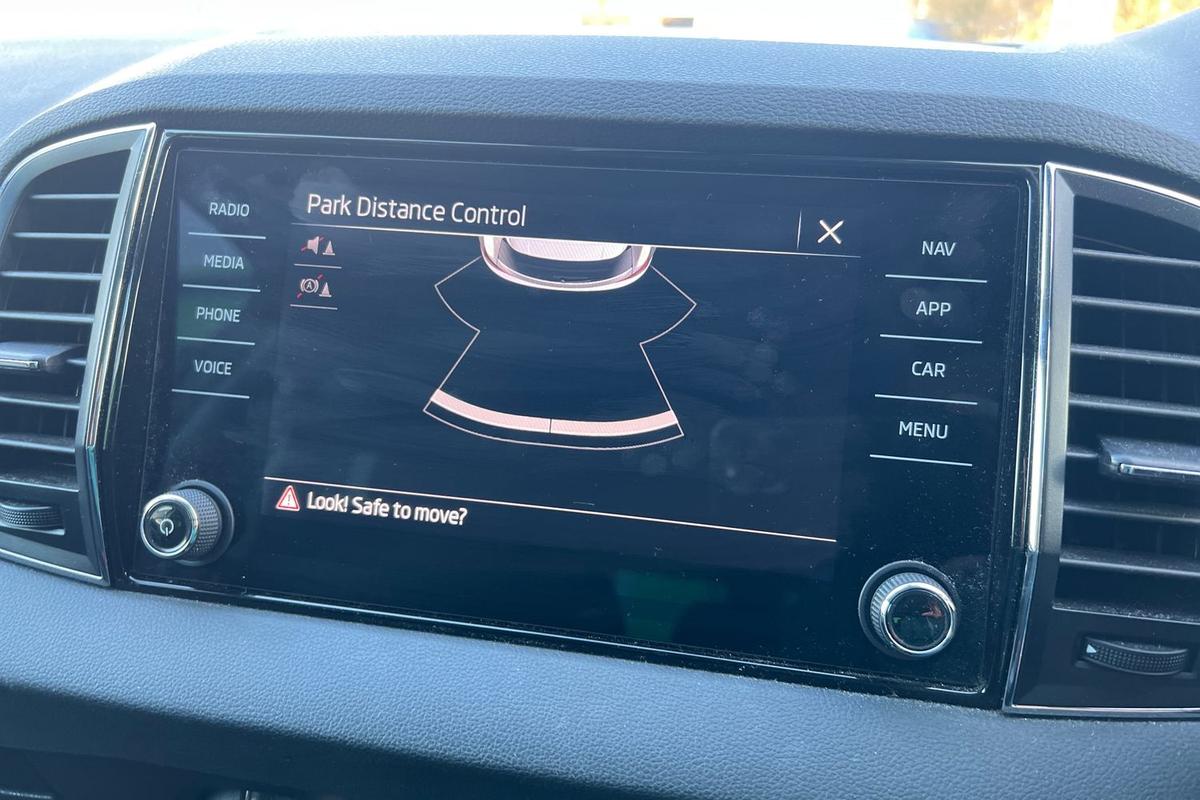 Park Distance Control
RADIO
MEDIA
PHONE
VOICE
NAV
APP
CAR
MENU
Look! Safe to move?